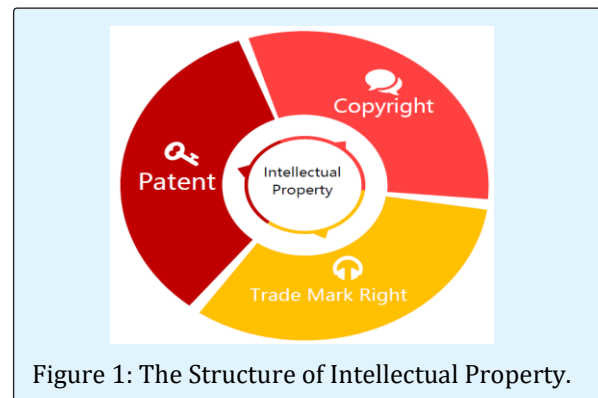 Copyright
Patent
Intellectual
Property
Trade Mark Right
Figure 1: The Structure of Intellectual Property.